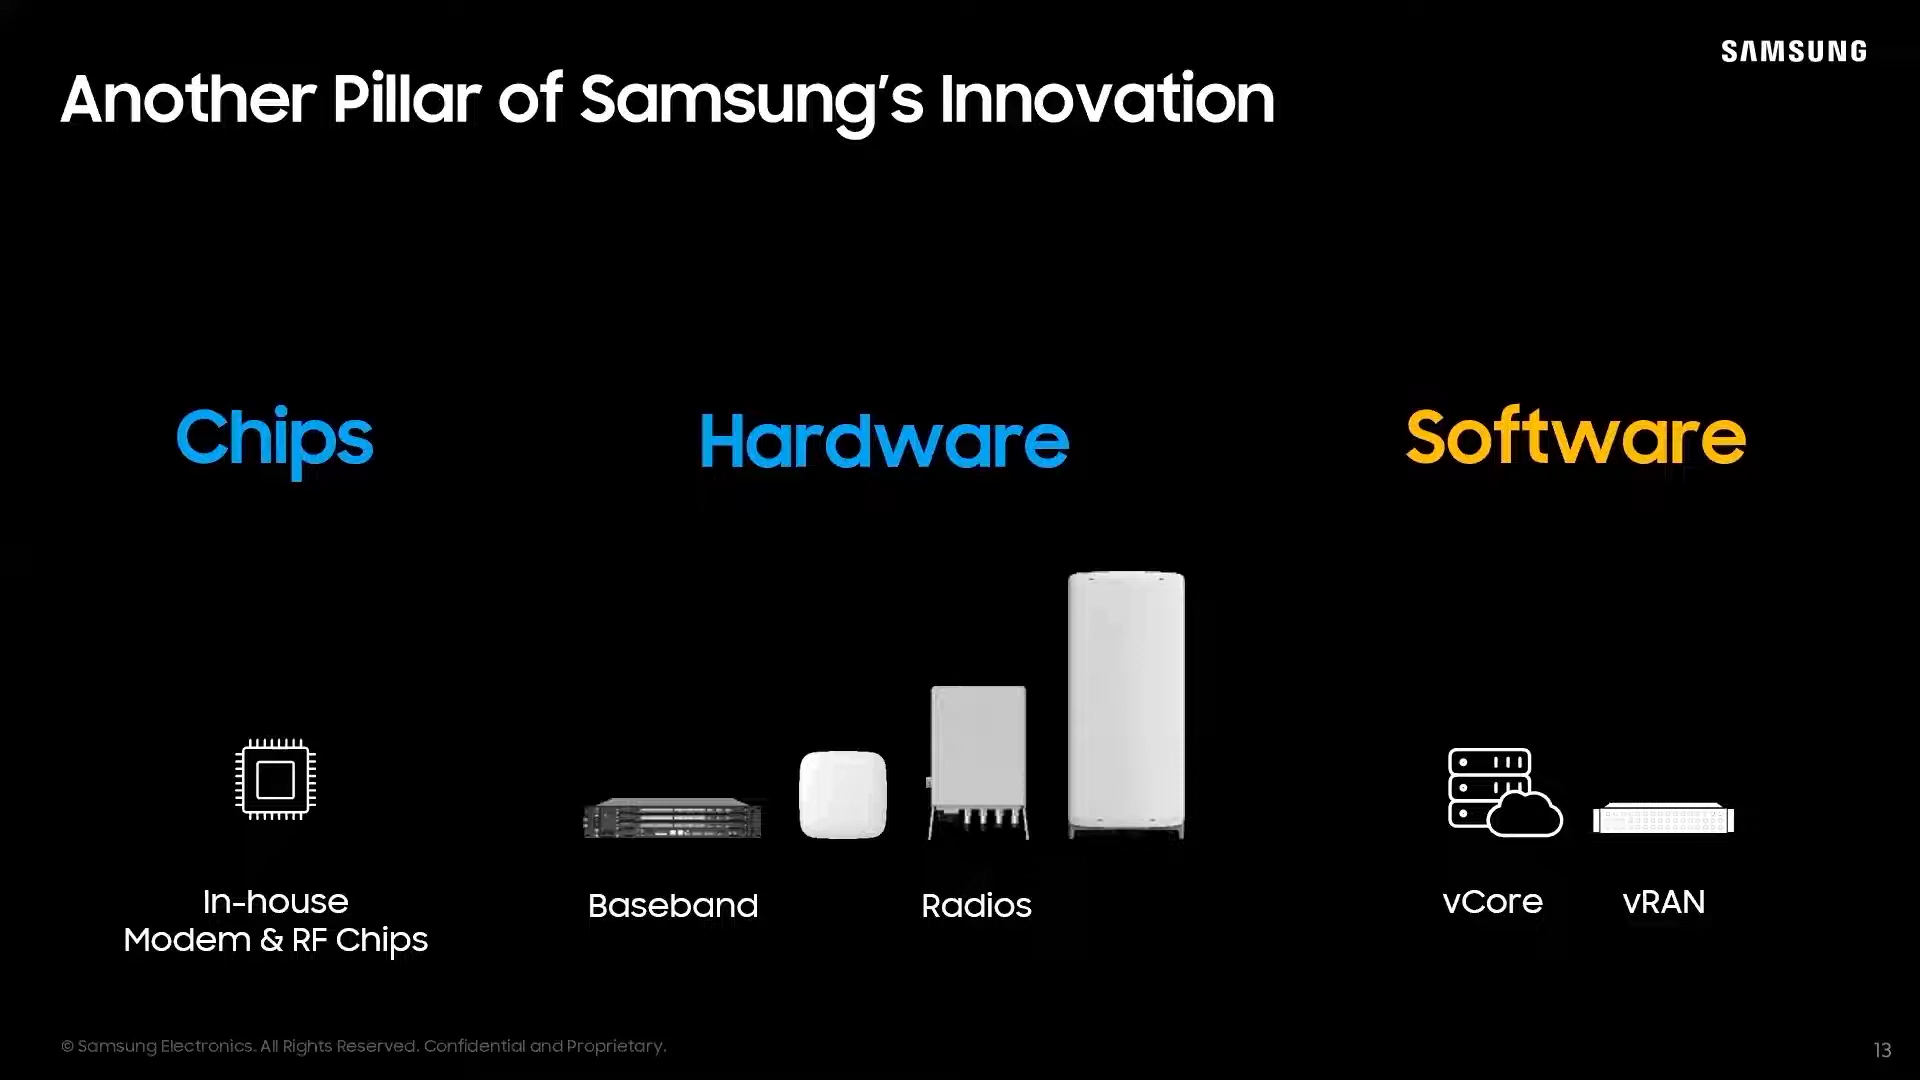 SAMSUNG
Another Pillar of Samsung's Innovation
Chips
Hardware
Software
In-house
Modem & RF Chips
Baseband
Radios
vCore
vRAN
© Samsung Electronics. All Rights Reserved. Confidential and Proprietary.
13